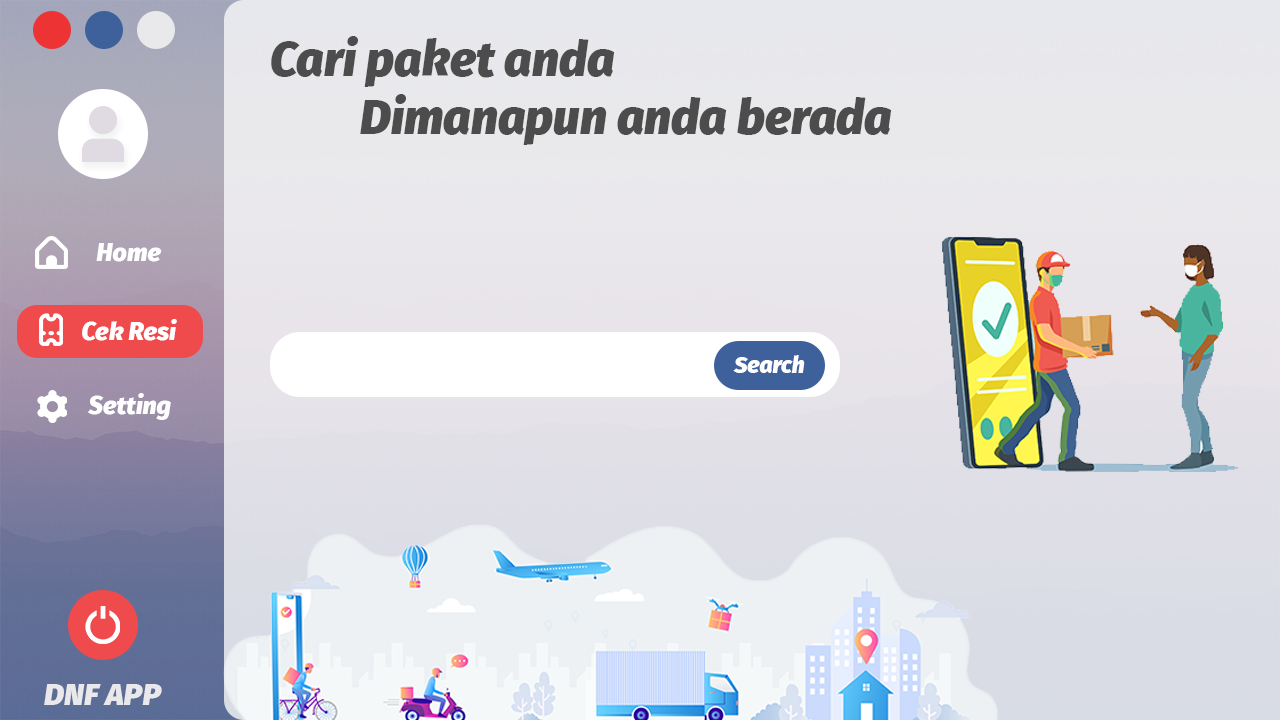 Cari paket anda
Dimanapun anda berada
Home
Cek Resi
Setting
Search
DNF APP